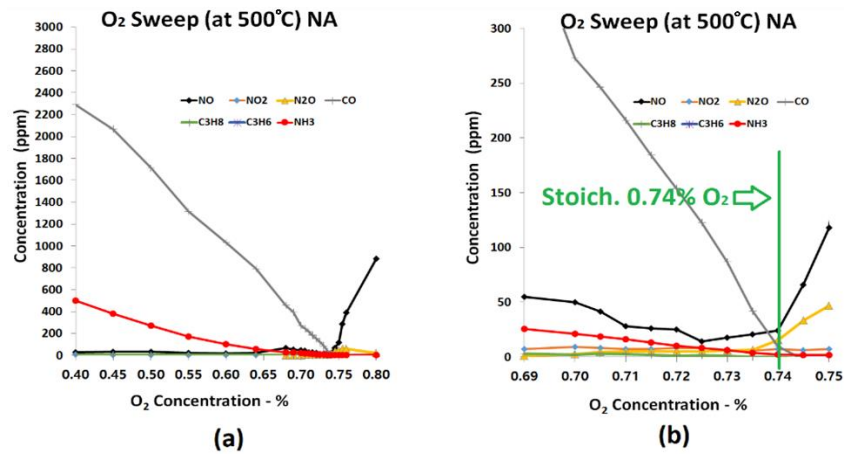 O₂ Sweep (at 500°C) NA
3000
2800
2600
2400
2200
2000
1800
1600
1400
1200
1000
800
600
400
200
0
Concentration (ppm)
NO NO2 N2O CO
C3H8 C3H6 NH3
0.40 0.45 0.50 0.55 0.60 0.65 0.70 0.75 0.80
O₂ Concentration - %
(a)
O₂ Sweep (at 500°C) NA
300
250
200
150
100
50
0
Concentration (ppm)
NO NO2 N2O CO
C3H8 C3H6 NH3
Stoich. 0.74% O₂
0.69 0.70 0.71 0.72 0.73 0.74 0.75
O₂ Concentration - %
(b)